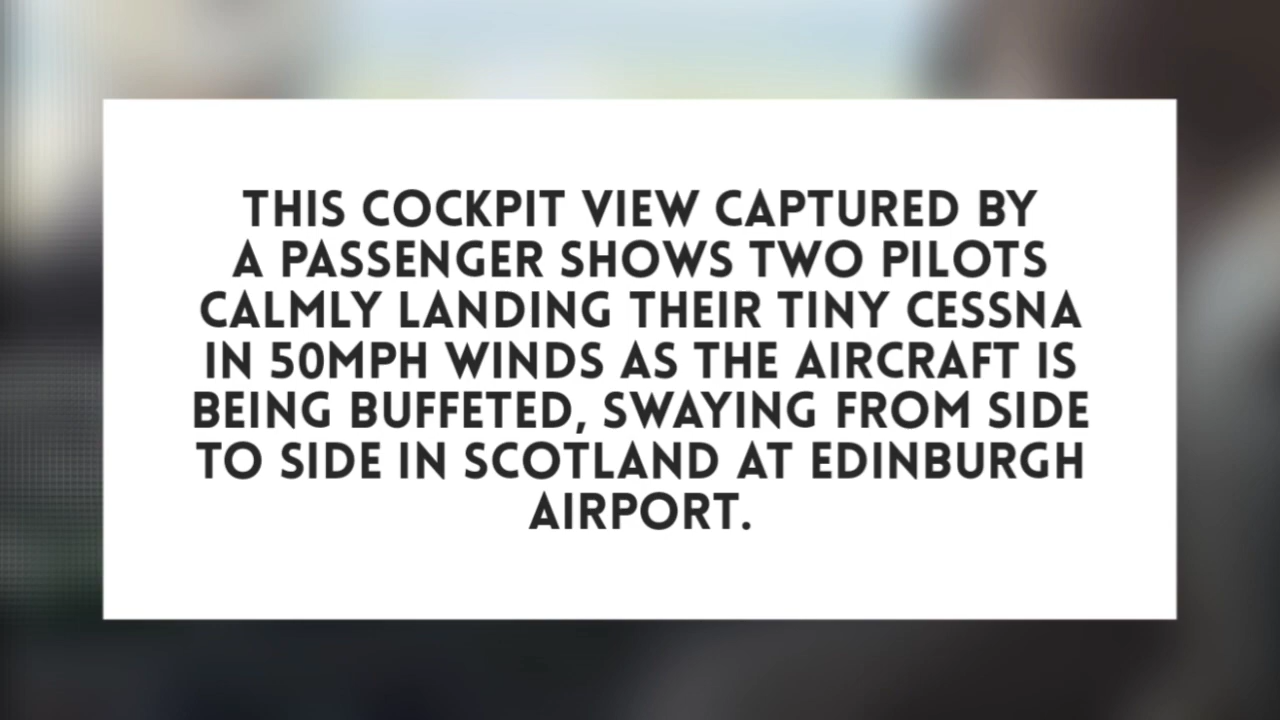 THIS COCKPIT VIEW CAPTURED BY
A PASSENGER SHOWS TWO PILOTS
CALMLY LANDING THEIR TINY CESSNA
IN 50MPH WINDS AS THE AIRCRAFT IS
BEING BUFFETED, SWAYING FROM SIDE
TO SIDE IN SCOTLAND AT EDINBURGH
AIRPORT.